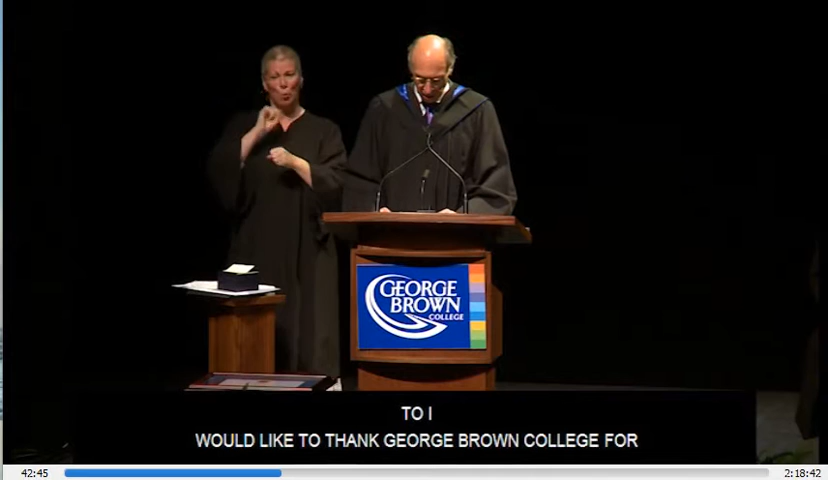 GEORGE
BROWN
COLLEGE
TO I
WOULD LIKE TO THANK GEORGE BROWN COLLEGE FOR
42:45
2:18:42